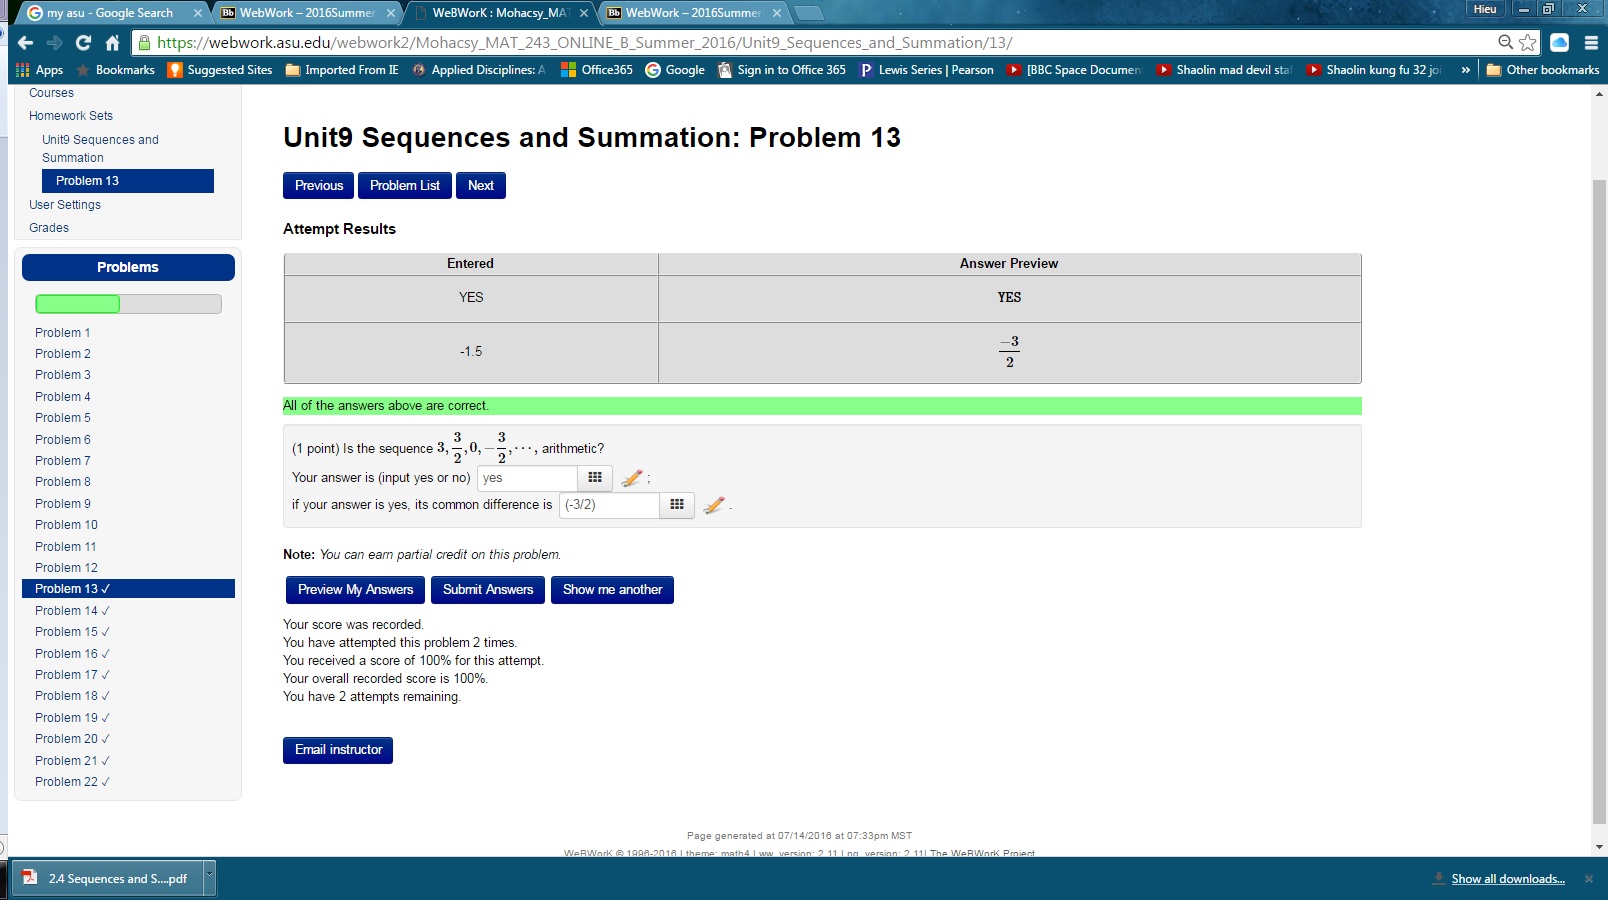 my asu - Google Search
WebWork – 2016Summer
WeBWorK : Mohacsy_MAT
WebWork – 2016Summer
Hieu
https://webwork.asu.edu/webwork2/Mohacsy_MAT_243_ONLINE_B_Summer_2016/Unit9_Sequences_and_Summation/13/
Apps
Bookmarks
Suggested Sites
Imported From IE
Applied Disciplines: A
Office365
Google
Sign in to Office 365
Lewis Series | Pearson
[BBC Space Documen
Shaolin mad devil staf
Shaolin kung fu 32 joi
»
Other bookmarks
Courses
Homework Sets
Unit9 Sequences and
Summation
Problem 13
User Settings
Grades
Problems
Problem 1
Problem 2
Problem 3
Problem 4
Problem 5
Problem 6
Problem 7
Problem 8
Problem 9
Problem 10
Problem 11
Problem 12
Problem 13 ✓
Problem 14 ✓
Problem 15 ✓
Problem 16 ✓
Problem 17 ✓
Problem 18 ✓
Problem 19 ✓
Problem 20 ✓
Problem 21 ✓
Problem 22 ✓
Unit9 Sequences and Summation: Problem 13
Previous Problem List Next
Attempt Results
Entered Answer Preview
YES YES
-1.5 -3/2
All of the answers above are correct.
(1 point) Is the sequence 3, 3/2, 0, -3/2, ⋯, arithmetic?
Your answer is (input yes or no) yes ;
if your answer is yes, its common difference is (-3/2) .
Note: You can earn partial credit on this problem.
Preview My Answers Submit Answers Show me another
Your score was recorded.
You have attempted this problem 2 times.
You received a score of 100% for this attempt.
Your overall recorded score is 100%.
You have 2 attempts remaining.
Email instructor
Page generated at 07/14/2016 at 07:33pm MST
WeBWorK © 1996-2016 | theme: math4 | ww_version: 2.11 | pg_version: 2.11| The WeBWorK Project
2.4 Sequences and S....pdf
Show all downloads...